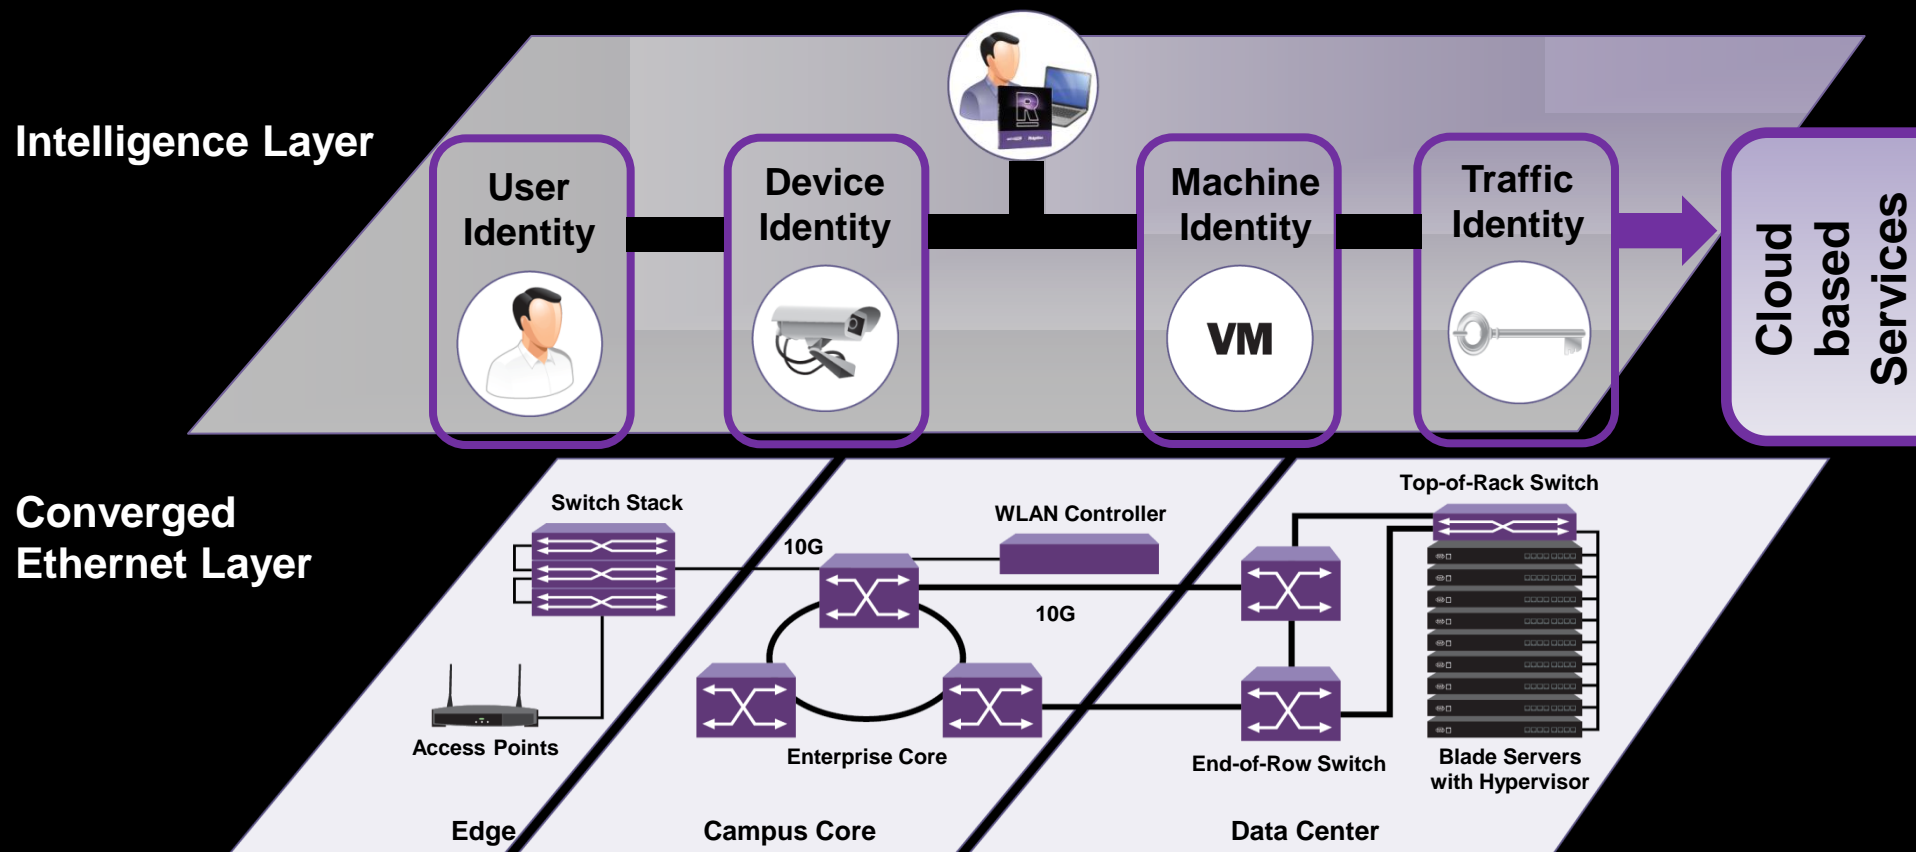 Intelligence Layer
User
Identity
Device
Identity
R
Machine
Identity
VM
Traffic
Identity
Cloud
based
Services
Converged
Ethernet Layer
Switch Stack
10G
WLAN Controller
10G
Top-of-Rack Switch
Access Points
Enterprise Core
End-of-Row Switch
Blade Servers
with Hypervisor
Edge
Campus Core
Data Center